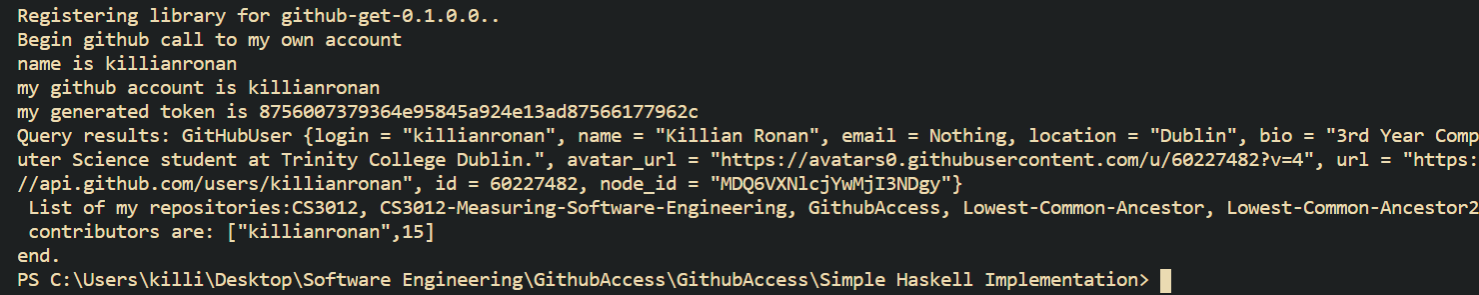 Registering library for github-get-0.1.0.0..
Begin github call to my own account
name is killianronan
my github account is killianronan
my generated token is 8756007379364e95845a924e13ad87566177962c
Query results: GitHubUser {login = "killianronan", name = "Killian Ronan", email = Nothing, location = "Dublin", bio = "3rd Year Comp
uter Science student at Trinity College Dublin.", avatar_url = "https://avatars0.githubusercontent.com/u/60227482?v=4", url = "https:
//api.github.com/users/killianronan", id = 60227482, node_id = "MDQ6VXNlcjYwMjI3NDgy"}
List of my repositories:CS3012, CS3012-Measuring-Software-Engineering, GithubAccess, Lowest-Common-Ancestor, Lowest-Common-Ancestor2
contributors are: ["killianronan",15]
end.
PS C:\Users\killi\Desktop\Software Engineering\GithubAccess\GithubAccess\Simple Haskell Implementation>